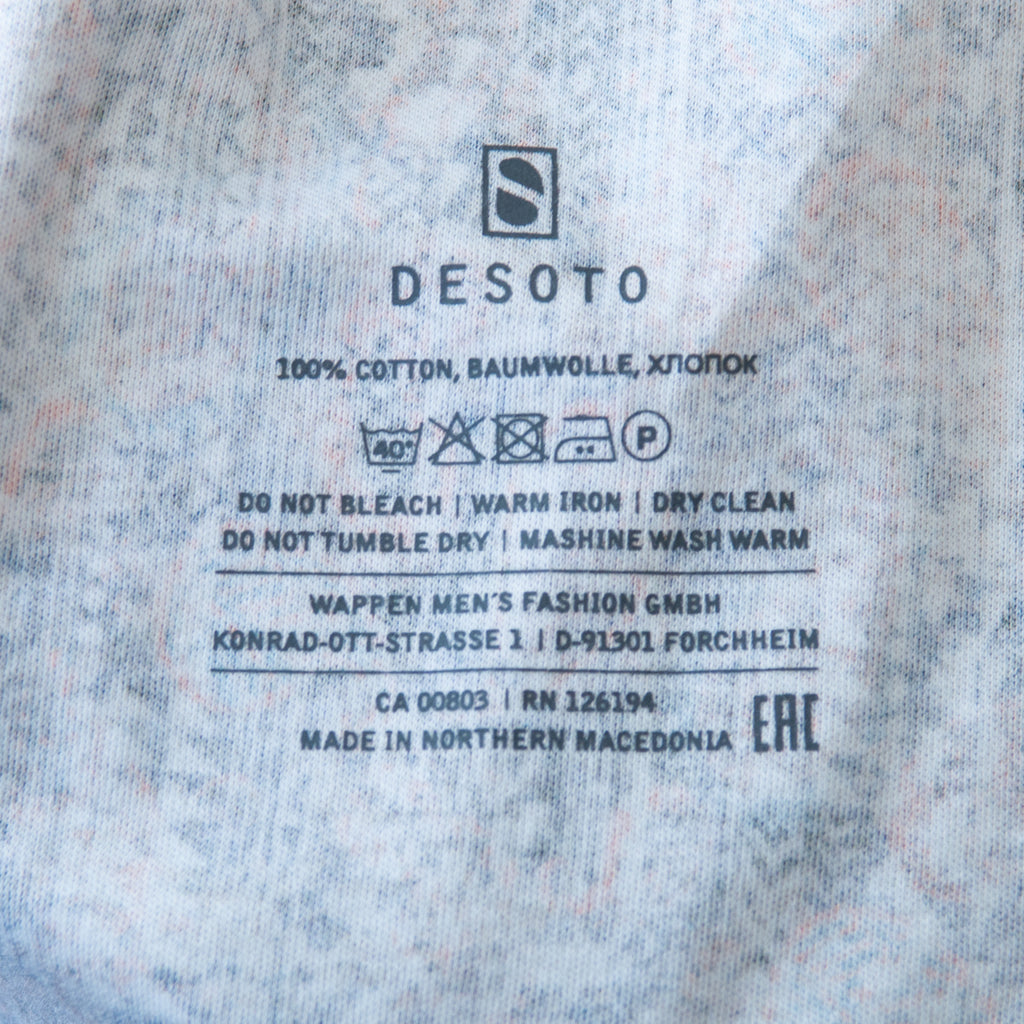 S
DESOTO
100% COTTON, BAUMWOLLE, ХЛОПОК
40° P
DO NOT BLEACH | WARM IRON | DRY CLEAN
DO NOT TUMBLE DRY | MASHINE WASH WARM
WAPPEN MEN´S FASHION GMBH
KONRAD-OTT-STRASSE 1 | D-91301 FORCHHEIM
CA 00803 | RN 126194
MADE IN NORTHERN MACEDONIA EAC